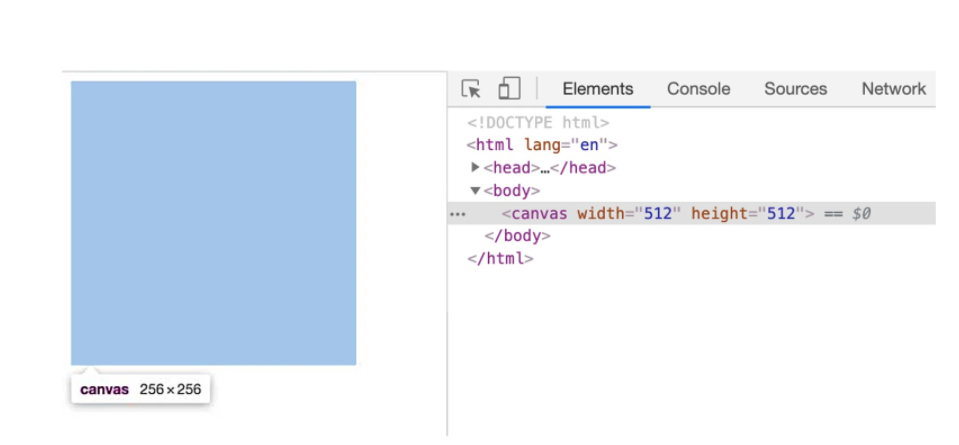 Elements Console Sources Network
<!DOCTYPE html>
<html lang="en">
▶<head>…</head>
▼<body>
••• <canvas width="512" height="512"> == $0
</body>
</html>
canvas 256×256